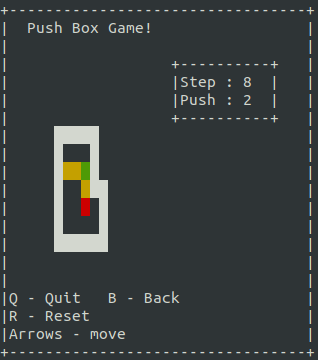 Push Box Game!
Step : 8
Push : 2
Q - Quit   B - Back
R - Reset
Arrows - move